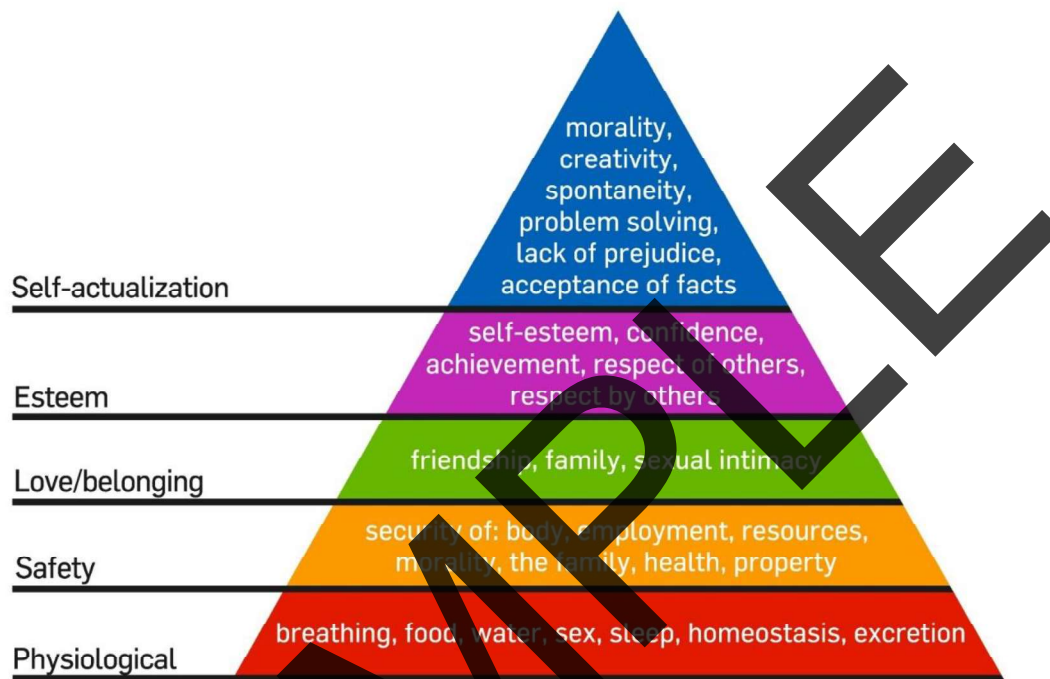 morality,
creativity,
spontaneity,
problem solving,
lack of prejudice,
acceptance of facts
Self-actualization
self-esteem, confidence,
achievement, respect of others,
respect by others
Esteem
friendship, family, sexual intimacy
Love/belonging
security of: body, employment, resources,
morality, the family, health, property
Safety
breathing, food, water, sex, sleep, homeostasis, excretion
Physiological
MPLE